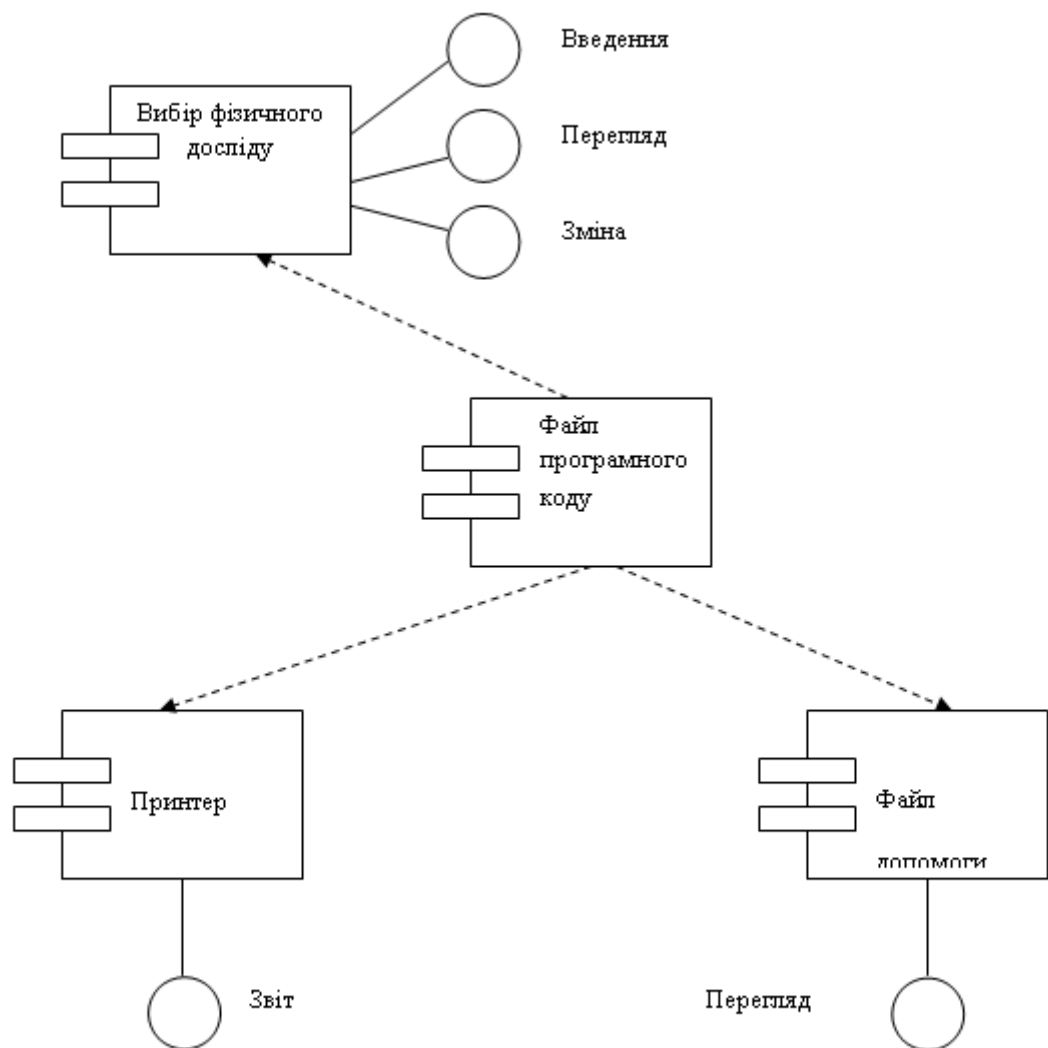 Введення
Вибір фізичного
досліду
Перегляд
Зміна
Файл
програмного
коду
Принтер
Файл
допомоги
Звіт
Перегляд